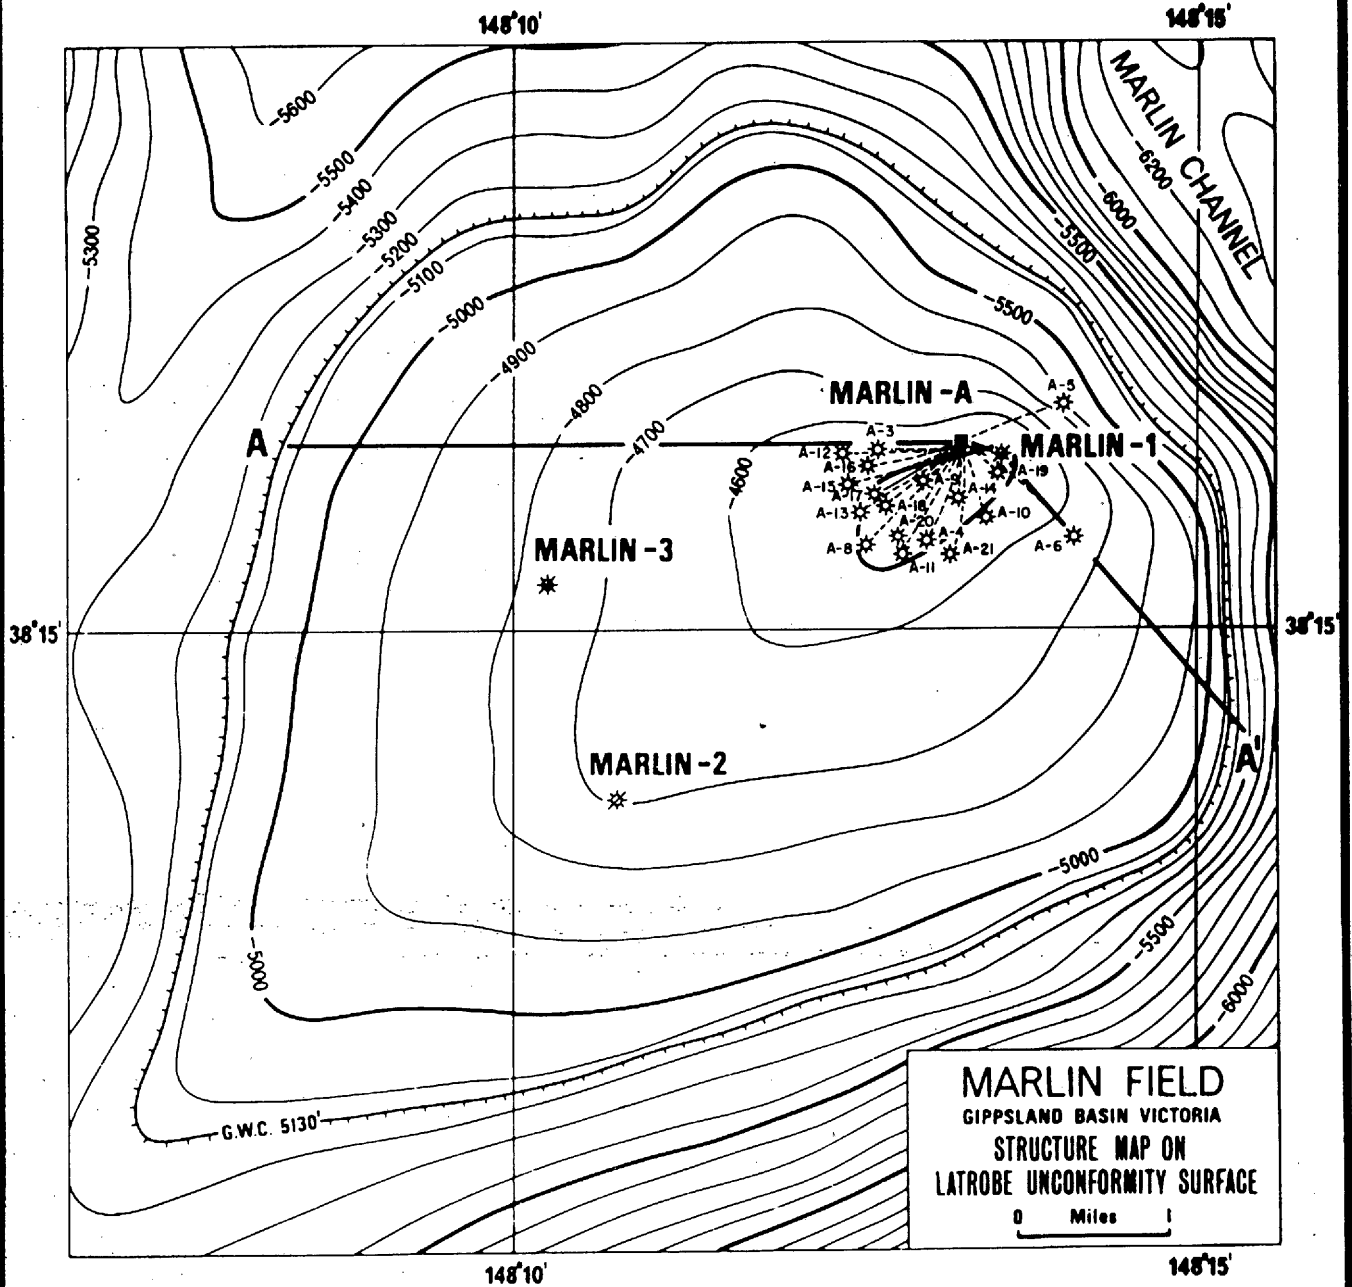 148°10'
148°15'
MARLIN CHANNEL
-5600
-5500
-5400
-5300
-5200
-5100
-5000
-4900
-4800
-4700
-4600
-5300
-6200
-6000
-5500
-5500
MARLIN -A
A-5
A
A-3
MARLIN -1
A-12
A-16
A-19
A-15
A-17
A-9
A-14
A-13
A-18
A-10
A-20
A-4
A-8
A-21
A-6
A-11
MARLIN -3
38°15'
38°15'
A'
MARLIN -2
-5000
-5500
-5000
-6000
G.W.C. 5130'
MARLIN FIELD
GIPPSLAND BASIN VICTORIA
STRUCTURE MAP ON
LATROBE UNCONFORMITY SURFACE
0 Miles 1
148°10'
148°15'